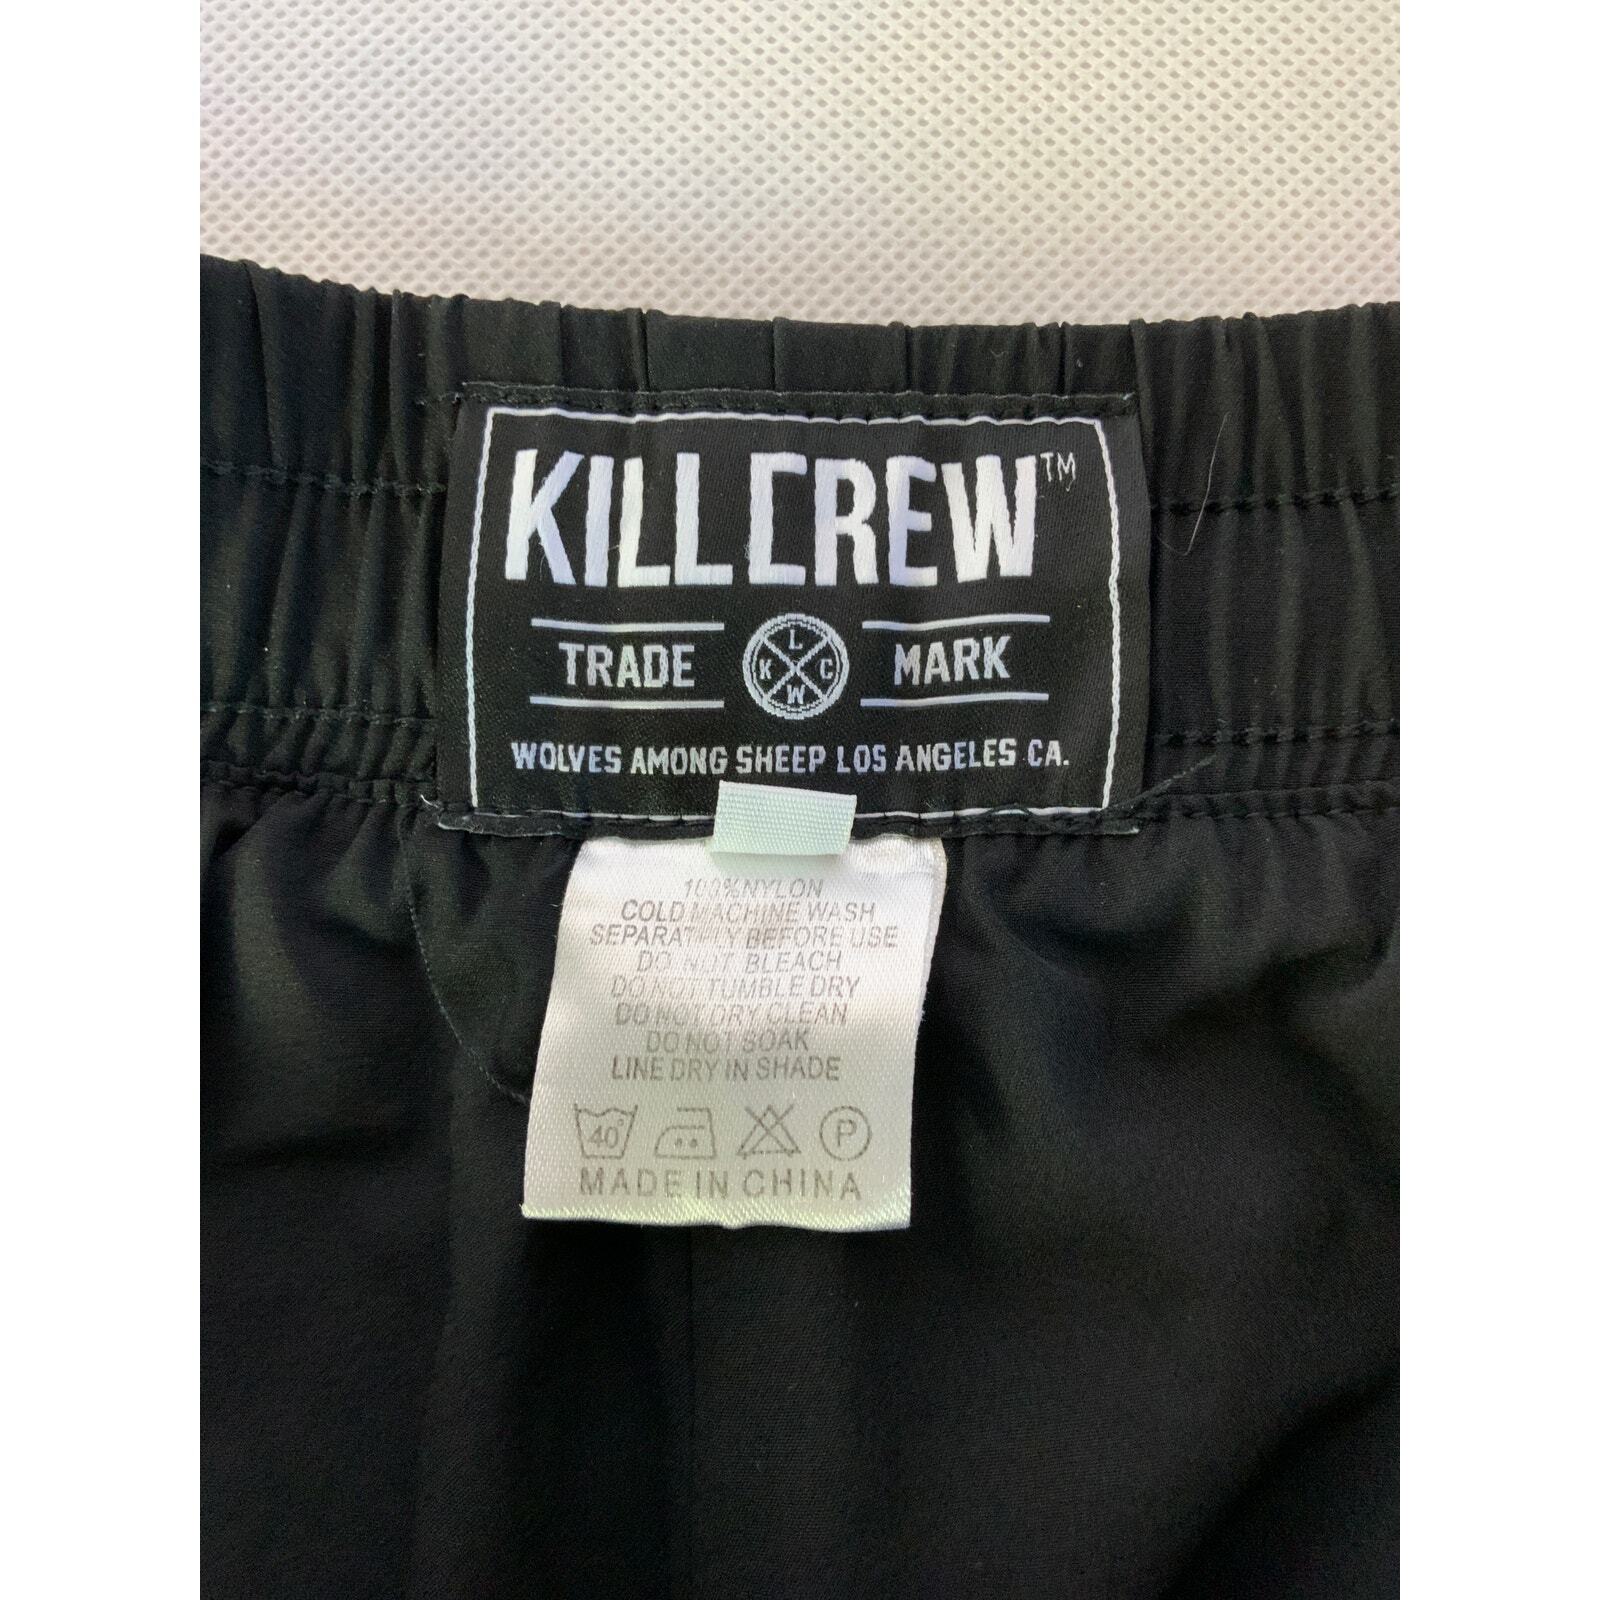 KILLCREW™
TRADE MARK
L
K C
W
WOLVES AMONG SHEEP LOS ANGELES CA.
100%NYLON
COLD MACHINE WASH
SEPARATELY BEFORE USE
DO NOT BLEACH
DO NOT TUMBLE DRY
DO NOT DRY CLEAN
DO NOT SOAK
LINE DRY IN SHADE
40° P
MADE IN CHINA